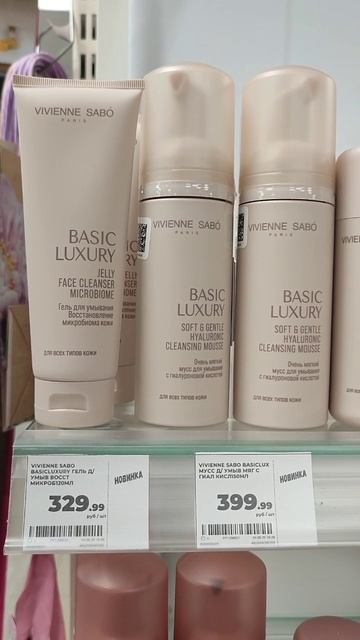 VIVIENNE SABÓ
PARIS
BASIC
LUXURY
JELLY
FACE CLEANSER
MICROBIOME
Гель для умывания
Восстановление
микробиома кожи
ДЛЯ ВСЕХ ТИПОВ КОЖИ
VIVIENNE SABÓ
PARIS
BASIC
LUXURY
SOFT & GENTLE
HYALURONIC
CLEANSING MOUSSE
Очень мягкий
мусс для умывания
с гиалуроновой кислотой
ДЛЯ ВСЕХ ТИПОВ КОЖИ
VIVIENNE SABÓ
PARIS
BASIC
LUXURY
SOFT & GENTLE
HYALURONIC
CLEANSING MOUSSE
Очень мягкий
мусс для умывания
с гиалуроновой кислотой
ДЛЯ ВСЕХ ТИПОВ КОЖИ
VIVIENNE SABO
BASICLUXURY ГЕЛЬ Д/
УМЫВ ВОССТ
МИКРОБ120МЛ
НОВИНКА
329.99
руб / шт
VIVIENNE SABO BASICLUX
МУСС Д/ УМЫВ МЯГ С
ГИАЛ КИСЛ150МЛ
НОВИНКА
399.99
руб / шт